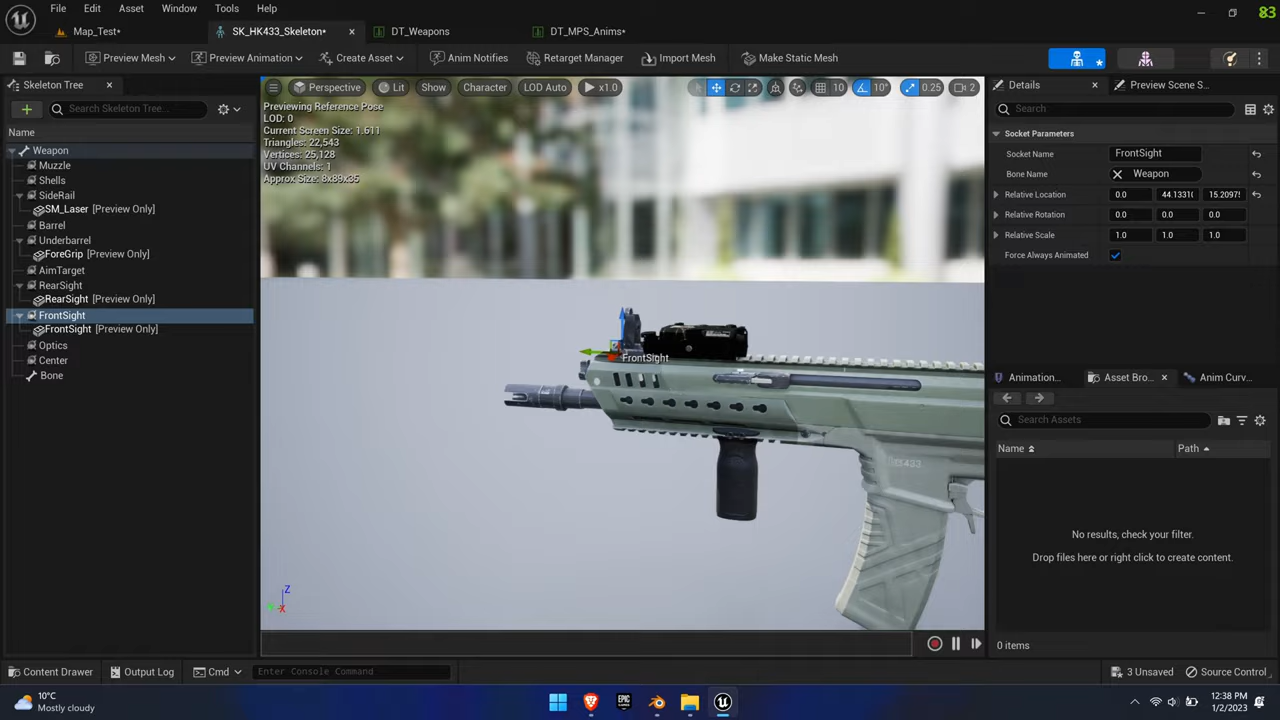 File Edit Asset Window Tools Help
83
Map_Test*
SK_HK433_Skeleton*
DT_Weapons
DT_MPS_Anims*
Preview Mesh
Preview Animation
Create Asset
Anim Notifies
Retarget Manager
Import Mesh
Make Static Mesh
Skeleton Tree
Search Skeleton Tree...
Name
Weapon
Muzzle
Shells
SideRail
SM_Laser [Preview Only]
Barrel
Underbarrel
ForeGrip [Preview Only]
AimTarget
RearSight
RearSight [Preview Only]
FrontSight
FrontSight [Preview Only]
Optics
Center
Bone
Perspective Lit Show Character LOD Auto x1.0 10 10° 0.25 2
Previewing Reference Pose
LOD: 0
Current Screen Size: 1.611
Triangles: 22,543
Vertices: 25,128
UV Channels: 1
Approx Size: 8x89x35
FrontSight
Z
X
Details
Preview Scene S...
Search
Socket Parameters
Socket Name FrontSight
Bone Name Weapon
Relative Location 0.0 44.1331( 15.2097!
Relative Rotation 0.0 0.0 0.0
Relative Scale 1.0 1.0 1.0
Force Always Animated
Animation...
Asset Bro...
Anim Curv...
Search Assets
Name Path
No results, check your filter.
Drop files here or right click to create content.
0 items
Content Drawer
Output Log
Cmd
Enter Console Command
3 Unsaved
Source Control
10°C
Mostly cloudy
12:38 PM
1/2/2023